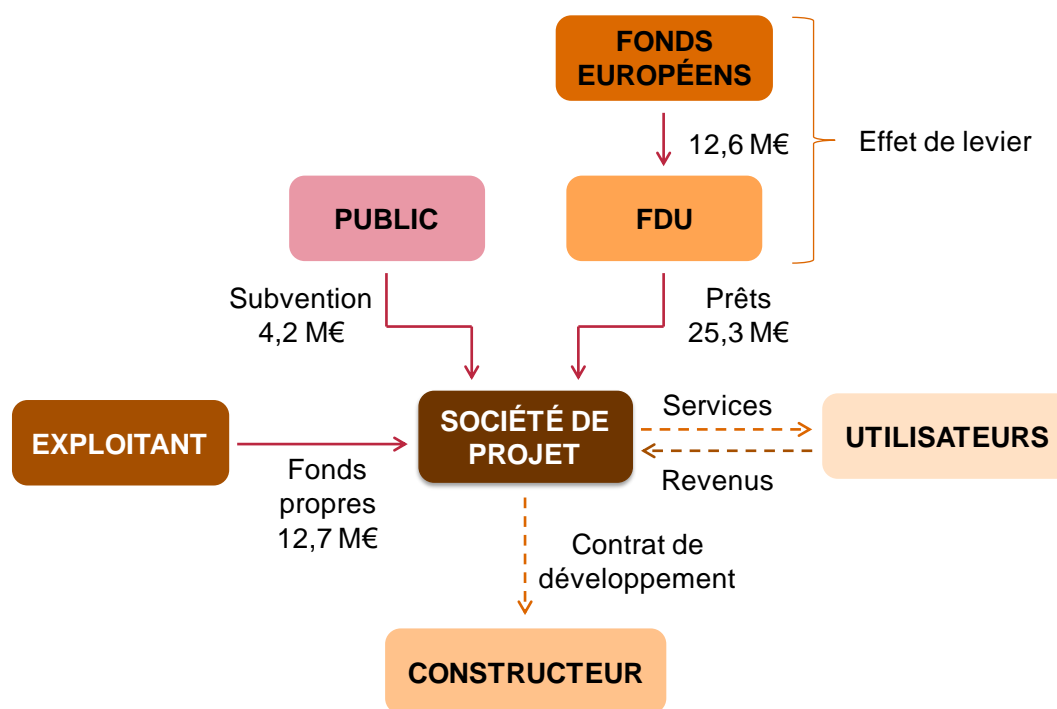 FONDS
EUROPÉENS
12,6 M€
Effet de levier
PUBLIC
FDU
Subvention
4,2 M€
Prêts
25,3 M€
EXPLOITANT
Fonds
propres
12,7 M€
SOCIÉTÉ DE
PROJET
Services
Revenus
UTILISATEURS
Contrat de
développement
CONSTRUCTEUR